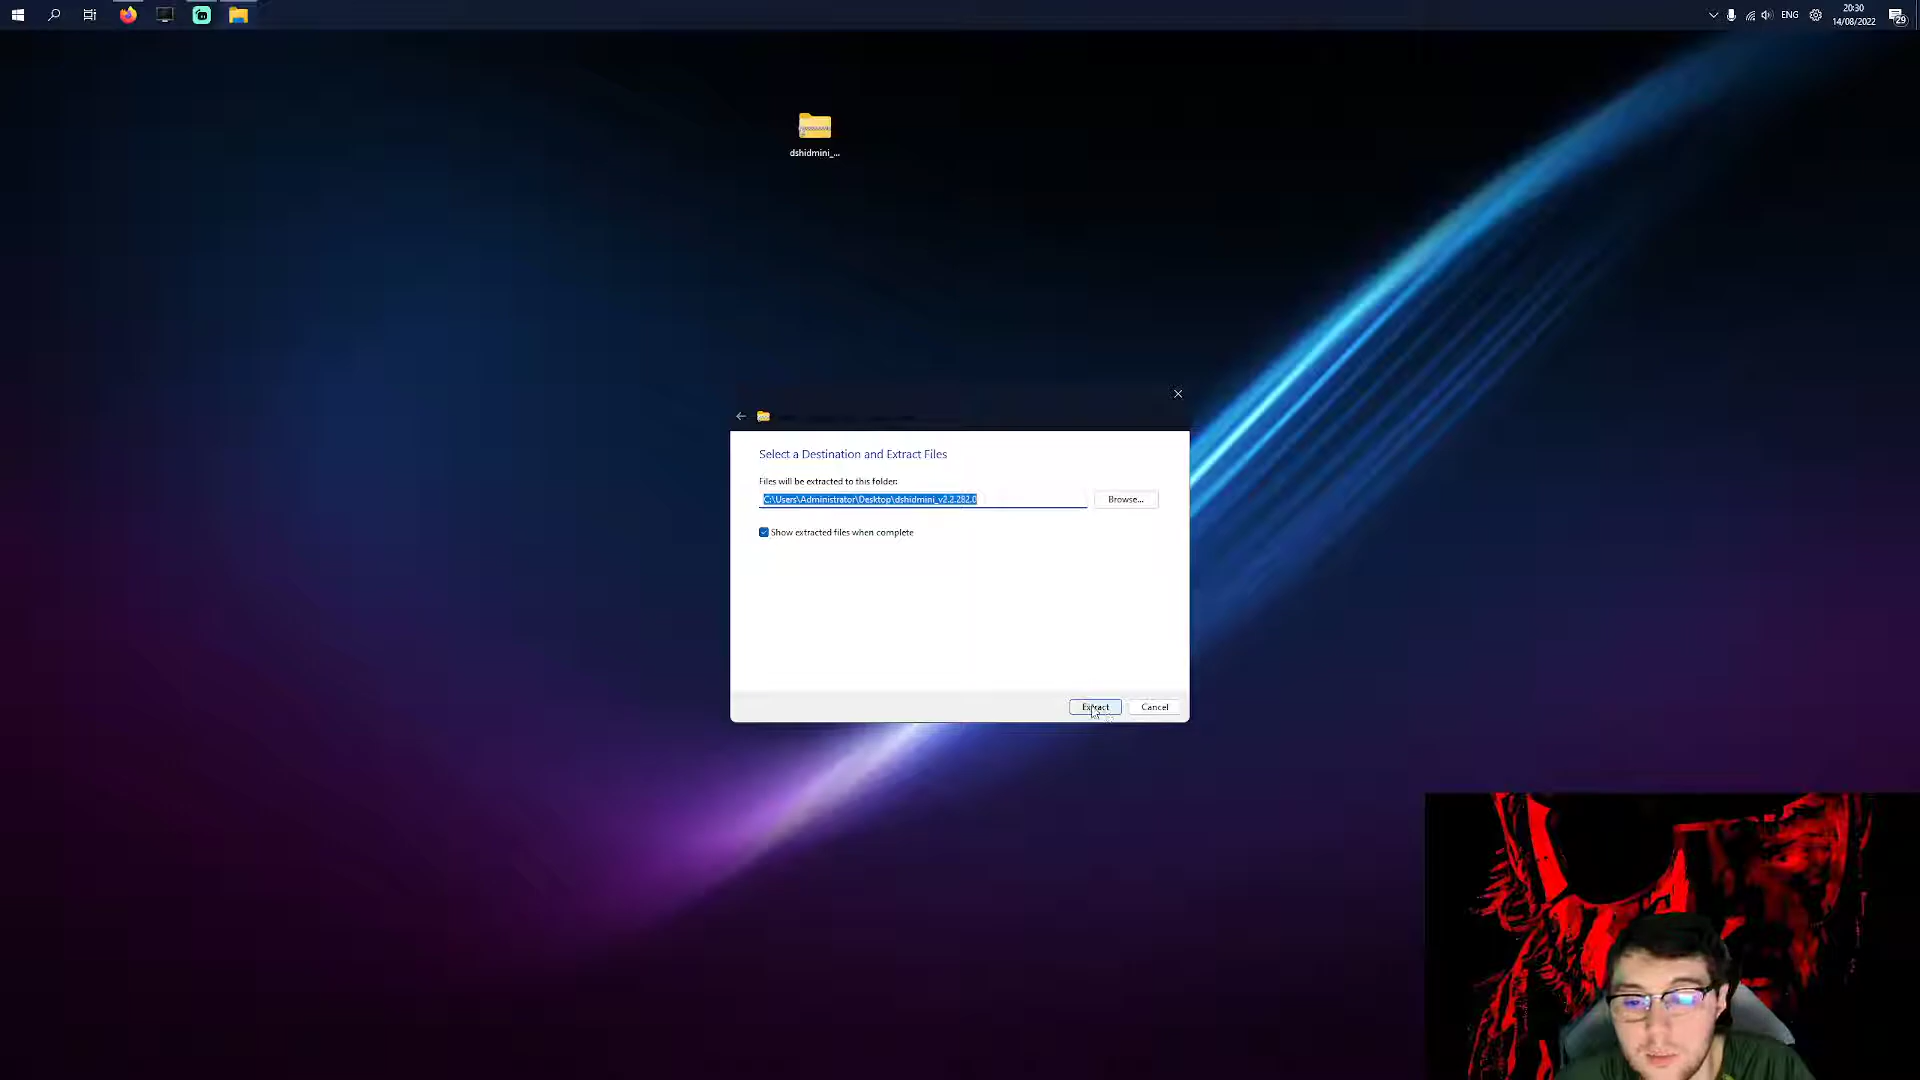 ENG
20:30
14/08/2022
29
dshidmini_...
Select a Destination and Extract Files
Files will be extracted to this folder:
C:\Users\Administrator\Desktop\dshidmini_v2.2.282.0
Browse...
Show extracted files when complete
Extract
Cancel